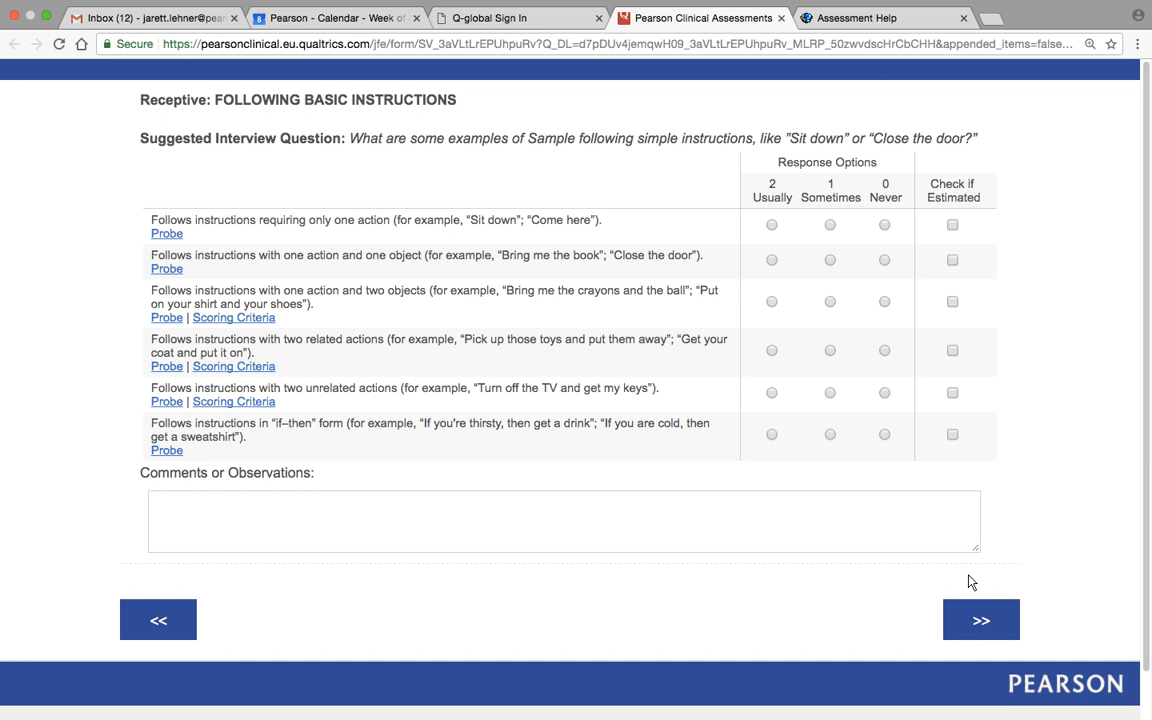 Inbox (12) - jarett.lehner@pear
Pearson - Calendar - Week of
Q-global Sign In
Pearson Clinical Assessments
Assessment Help
Secure https://pearsonclinical.eu.qualtrics.com/jfe/form/SV_3aVLtLrEPUhpuRv?Q_DL=d7pDUv4jemqwH09_3aVLtLrEPUhpuRv_MLRP_50zwvdscHrCbCHH&appended_items=false...
Receptive: FOLLOWING BASIC INSTRUCTIONS
Suggested Interview Question: What are some examples of Sample following simple instructions, like ”Sit down” or “Close the door?”
Response Options
2 1 0 Check if
Usually Sometimes Never Estimated
Follows instructions requiring only one action (for example, “Sit down”; “Come here”).
Probe
Follows instructions with one action and one object (for example, “Bring me the book”; “Close the door”).
Probe
Follows instructions with one action and two objects (for example, “Bring me the crayons and the ball”; “Put
on your shirt and your shoes”).
Probe | Scoring Criteria
Follows instructions with two related actions (for example, “Pick up those toys and put them away”; “Get your
coat and put it on”).
Probe | Scoring Criteria
Follows instructions with two unrelated actions (for example, “Turn off the TV and get my keys”).
Probe | Scoring Criteria
Follows instructions in “if–then” form (for example, “If you're thirsty, then get a drink”; “If you are cold, then
get a sweatshirt”).
Probe
Comments or Observations:
<< >>
PEARSON